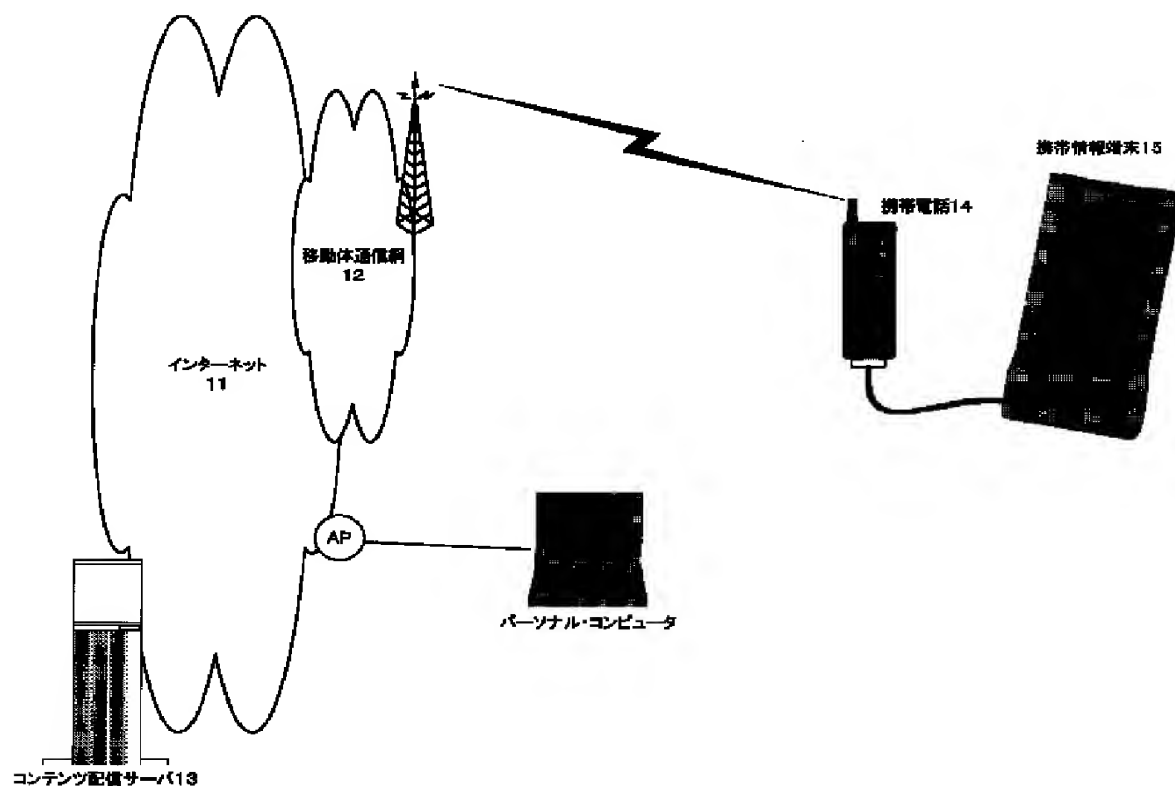 携帯情報端末15
携帯電話14
移動体通信網
12
インターネット
11
AP
パーソナル・コンピュータ
コンテンツ配信サーバ13